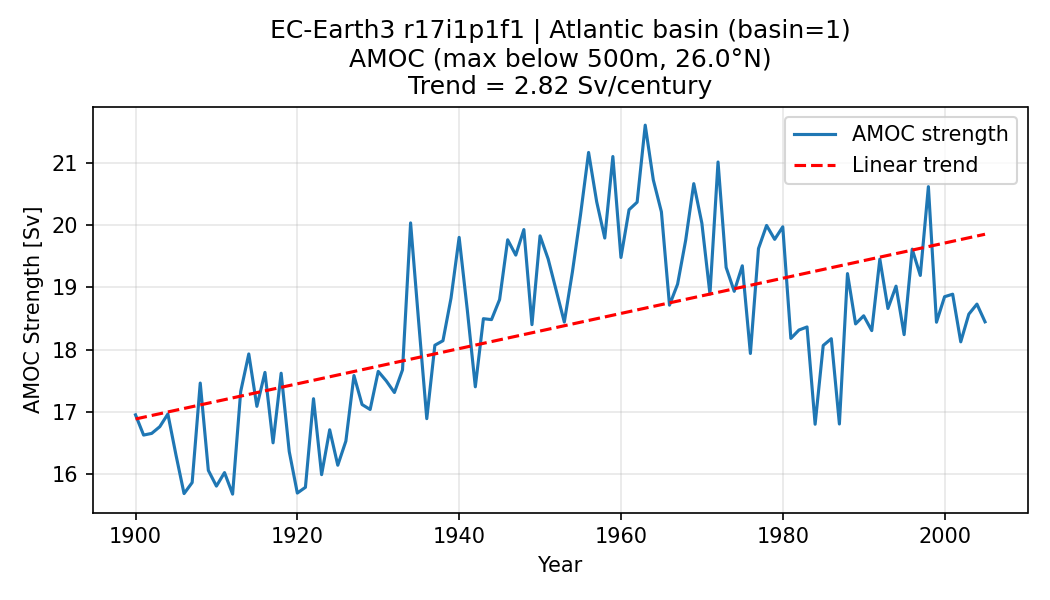 EC-Earth3 r17i1p1f1 | Atlantic basin (basin=1)
AMOC (max below 500m, 26.0°N)
Trend = 2.82 Sv/century
AMOC strength
Linear trend
AMOC Strength [Sv]
21
20
19
18
17
16
1900
1920
1940
1960
1980
2000
Year